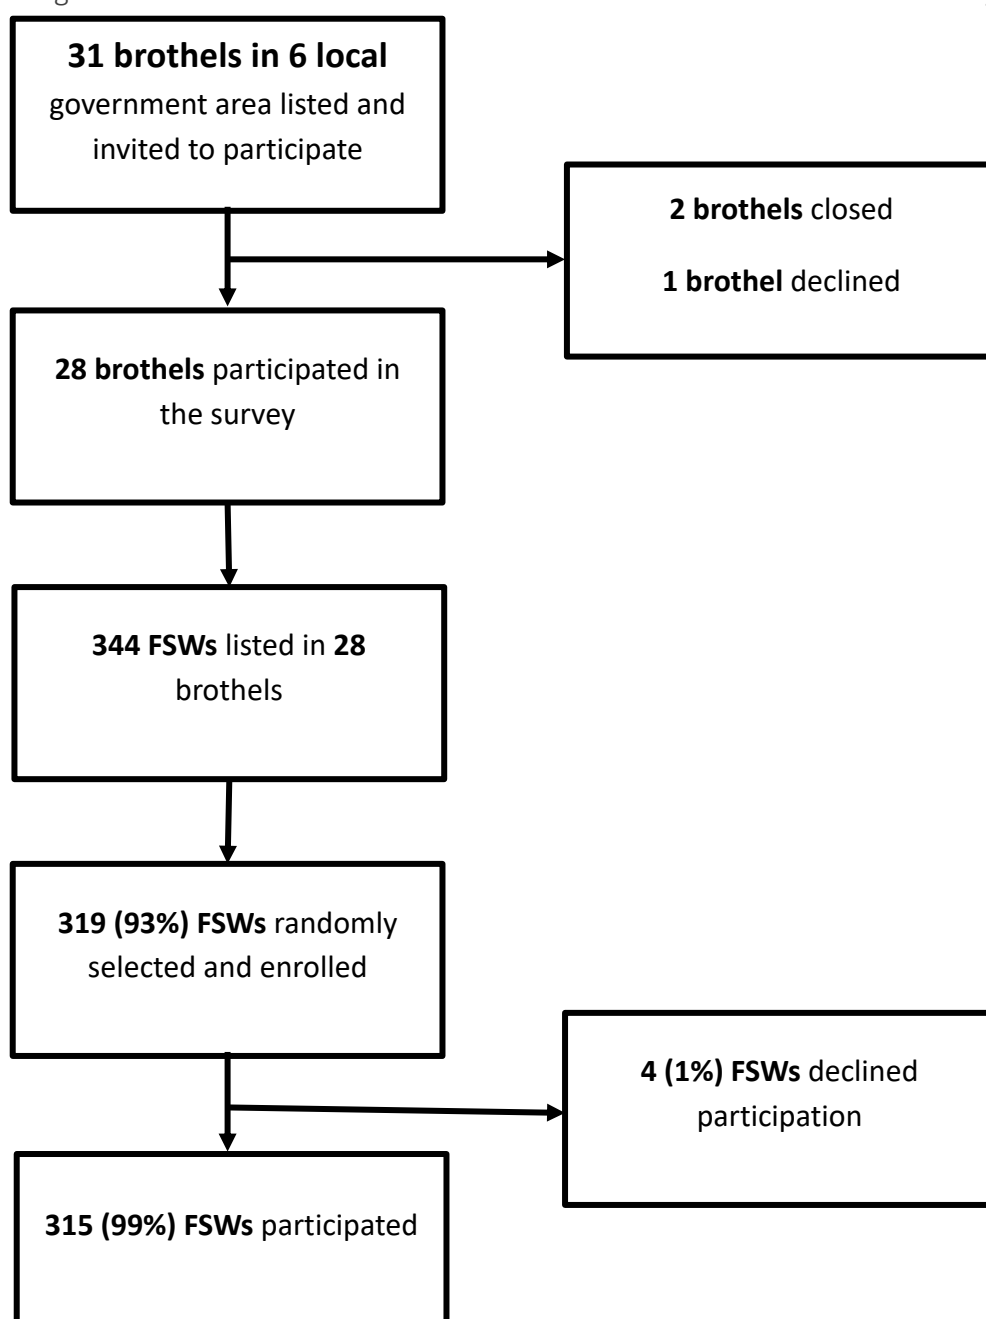 31 brothels in 6 local
government area listed and
invited to participate
2 brothels closed
1 brothel declined
28 brothels participated in
the survey
344 FSWs listed in 28
brothels
319 (93%) FSWs randomly
selected and enrolled
4 (1%) FSWs declined
participation
315 (99%) FSWs participated